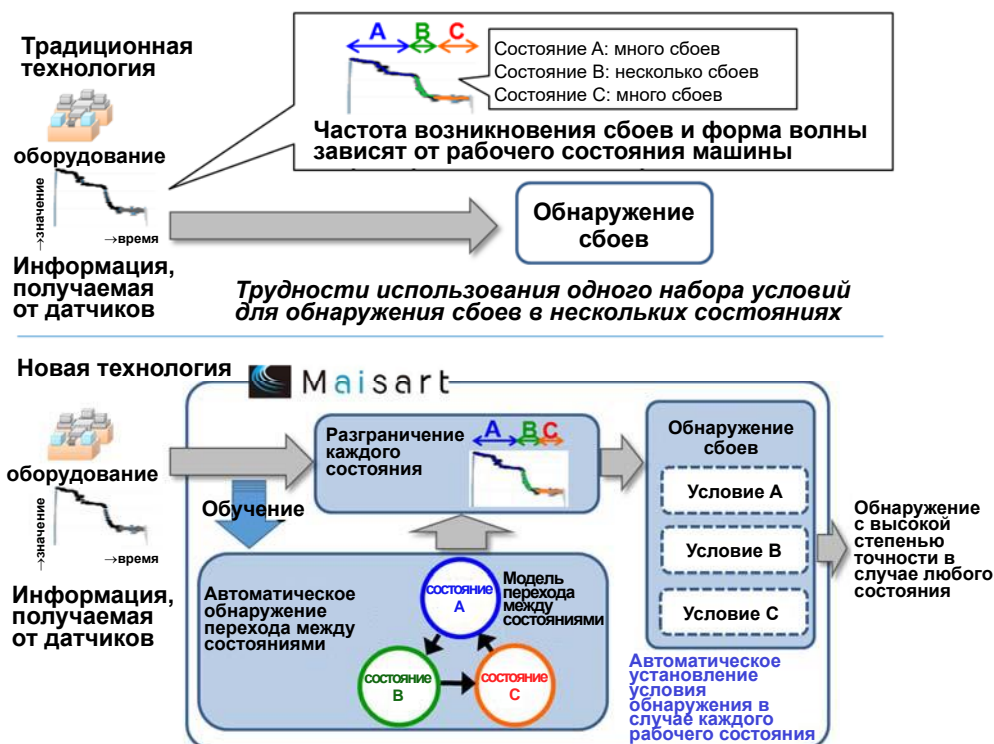 Традиционная
технология
оборудование
→значение
→время
Информация,
получаемая
от датчиков
A B C
Состояние A: много сбоев
Состояние B: несколько сбоев
Состояние C: много сбоев
Частота возникновения сбоев и форма волны
зависят от рабочего состояния машины
Обнаружение
сбоев
Трудности использования одного набора условий
для обнаружения сбоев в нескольких состояниях
Новая технология
Maisart
оборудование
→значение
→время
Информация,
получаемая
от датчиков
Обучение
Разграничение
каждого
состояния
A B C
Автоматическое
обнаружение
перехода между
состояниями
состояние
A
состояние
B
состояние
C
Модель
перехода
между
состояниями
Обнаружение
сбоев
Условие A
Условие B
Условие C
Автоматическое
установление
условия
обнаружения в
случае каждого
рабочего состояния
Обнаружение
с высокой
степенью
точности в
случае любого
состояния